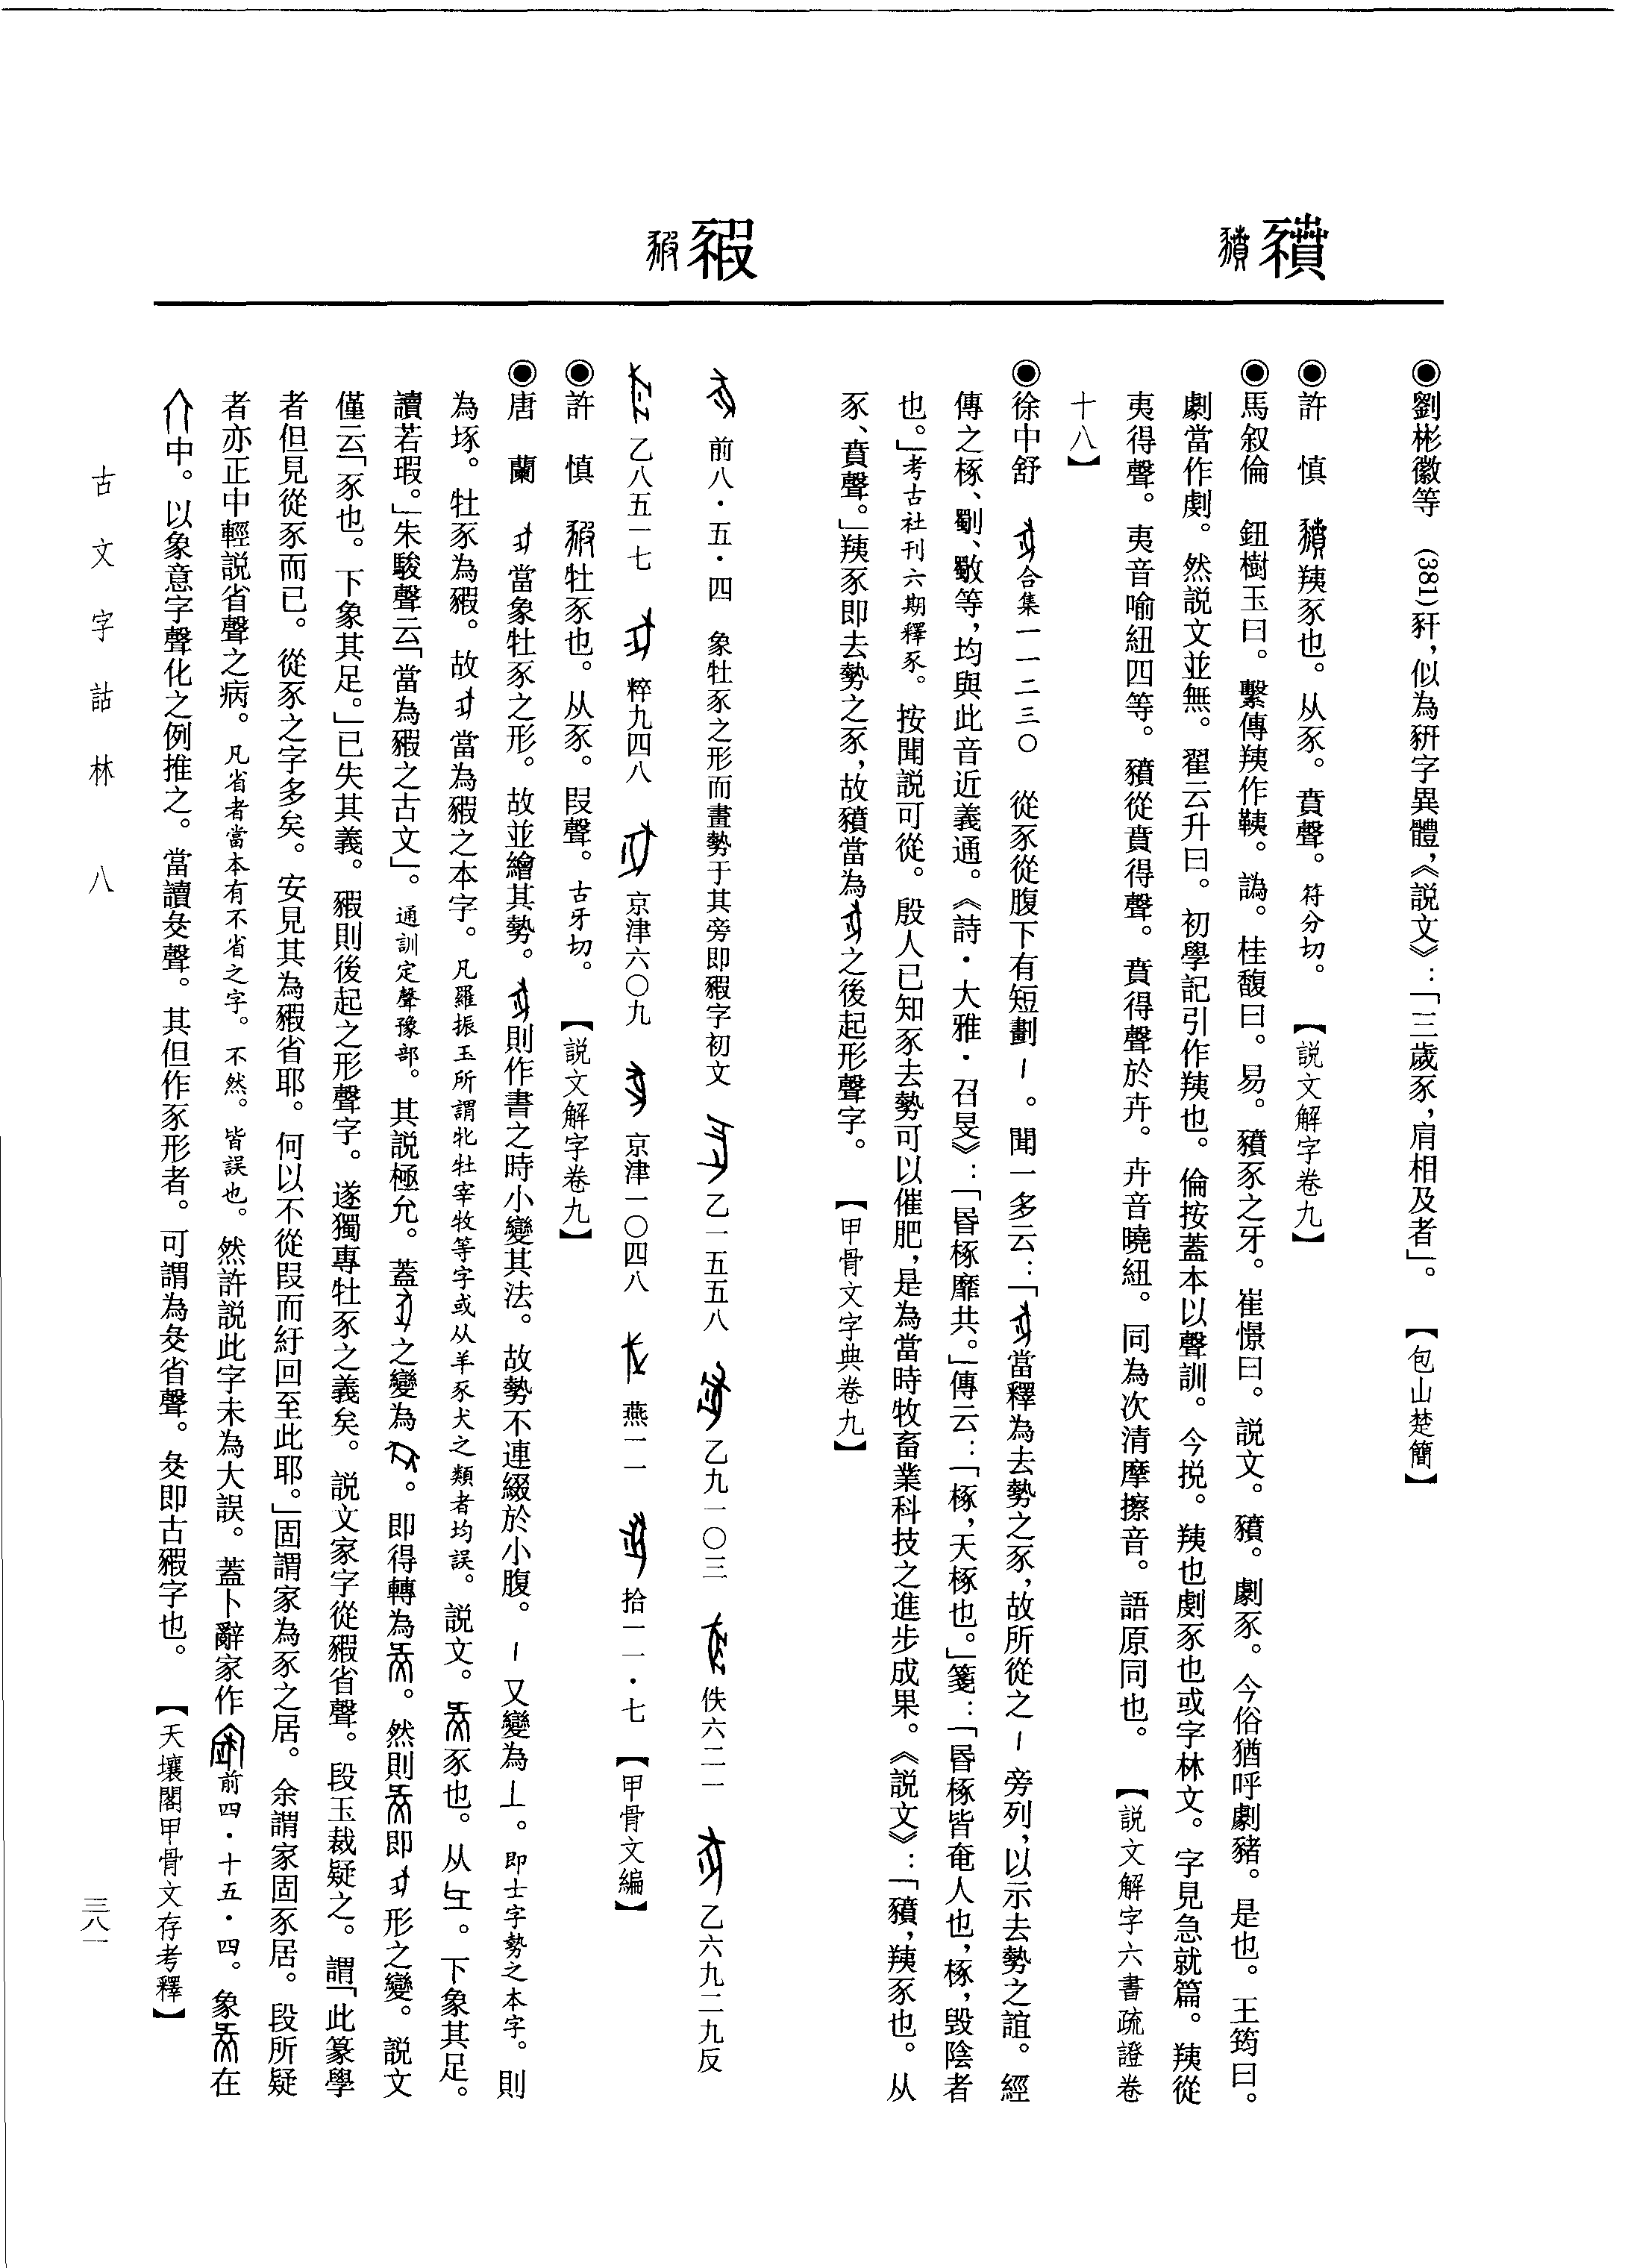 豶
豭
◉劉彬徽等　(381)豣,似為豣字異體,《説文》:「三歲豕,肩相及者」。　【包山楚簡】
◉許　慎　豶羠豕也。从豕。賁聲。符分切。　【説文解字卷九】
◉馬叙倫　鈕樹玉曰。繫傳羠作䩟。譌。桂馥曰。易。豶豕之牙。崔憬曰。説文。豶。劇豕。今俗猶呼劇豬。是也。王筠曰。
劇當作劇。然説文並無。翟云升曰。初學記引作羠也。倫按蓋本以聲訓。今挩。羠也劇豕也或字林文。字見急就篇。羠從
夷得聲。夷音喻紐四等。豶從賁得聲。賁得聲於卉。卉音曉紐。同為次清摩擦音。語原同也。　【説文解字六書疏證卷
十八】
◉徐中舒　合集一一二三〇　從豕從腹下有短劃。聞一多云:「當釋為去勢之豕,故所從之旁列,以示去勢之誼。經
傳之椓、斀、㪬等,均與此音近義通。《詩·大雅·召旻》:「昬椓靡共。」傳云:「椓,夭椓也。」箋:「昬椓皆奄人也,椓,毀陰者
也。」考古社刊六期釋豕。按聞説可從。殷人已知豕去勢可以催肥,是為當時牧畜業科技之進步成果。《説文》:「豶,羠豕也。从
豕、賁聲。」羠豕即去勢之豕,故豶當為之後起形聲字。　【甲骨文字典卷九】
前八·五·四　象牡豕之形而畫勢于其旁即豭字初文　乙一五五八　乙九一〇三　佚六二一　乙六九二九反
乙八五一七　粹九四八　京津六〇九　京津一〇四八　燕二一　拾一一·七　【甲骨文編】
◉許　慎　豭牡豕也。从豕。叚聲。古牙切。　【説文解字卷九】
◉唐　蘭　當象牡豕之形。故並繪其勢。則作書之時小變其法。故勢不連綴於小腹。又變為丄。即士字勢之本字。則
為㧻。牡豕為豭。故當為豭之本字。凡羅振玉所謂牝牡宰牧等字或从羊豕犬之類者均誤。説文。豕也。从彑。下象其足。
讀若瑕。」朱駿聲云「當為豭之古文」。通訓定聲豫部。其説極允。蓋之變為。即得轉為。然則即形之變。説文
僅云「豕也。下象其足。」已失其義。豭則後起之形聲字。遂獨專牡豕之義矣。説文家字從豭省聲。段玉裁疑之。謂「此篆學
者但見從豕而已。從豕之字多矣。安見其為豭省耶。何以不從叚而紆回至此耶。」固謂家為豕之居。余謂家固豕居。段所疑
者亦正中輕説省聲之病。凡省者當本有不省之字。不然。皆誤也。然許説此字未為大誤。蓋卜辭家作前四·十五·四。象在
宀中。以象意字聲化之例推之。當讀㚇聲。其但作豕形者。可謂為㚇省聲。㚇即古豭字也。　【天壤閣甲骨文存考釋】
古文字詁林　八
三八一